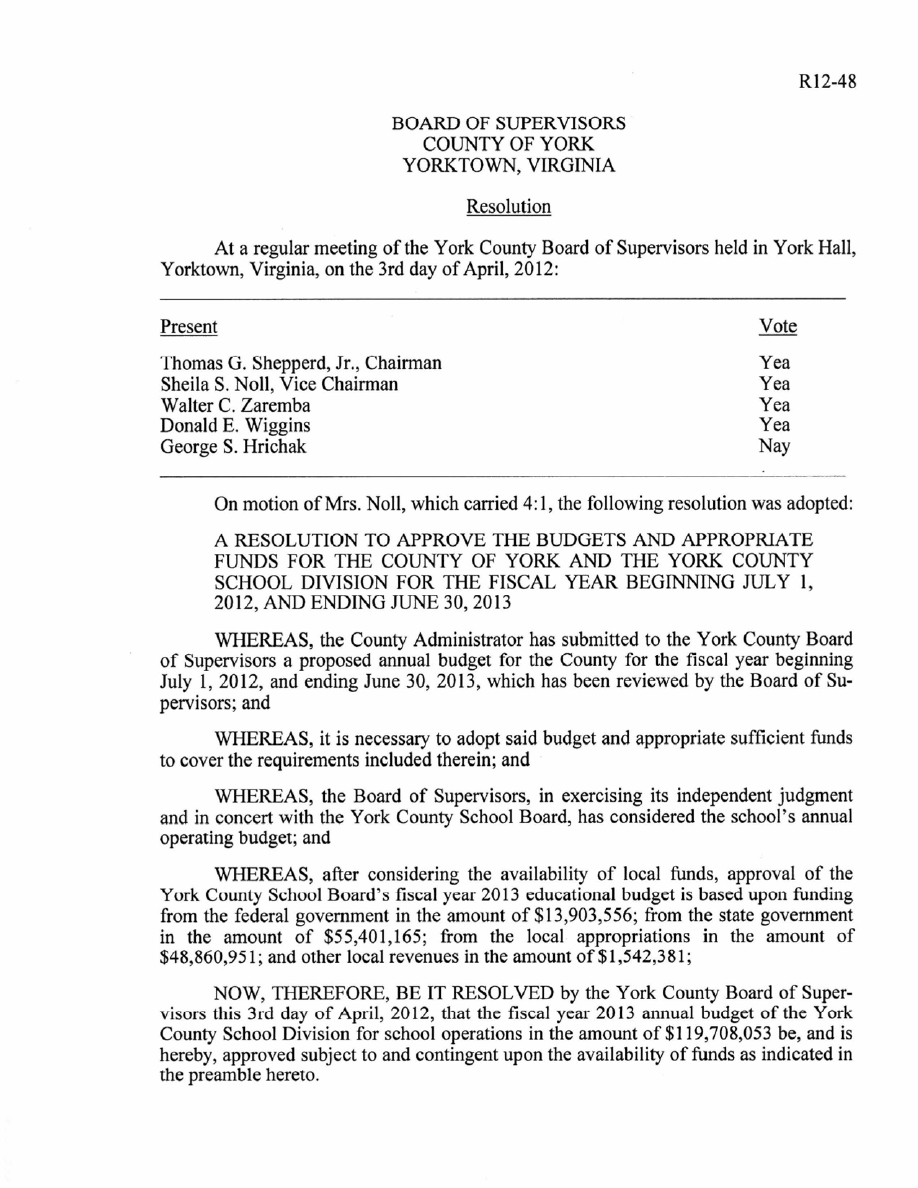 R12-48
BOARD OF SUPERVISORS
COUNTY OF YORK
YORKTOWN, VIRGINIA
Resolution
At a regular meeting of the York County Board of Supervisors held in York Hall,
Yorktown, Virginia, on the 3rd day of April, 2012:
Present Vote
Thomas G. Shepperd, Jr., Chairman Yea
Sheila S. Noll, Vice Chairman Yea
Walter C. Zaremba Yea
Donald E. Wiggins Yea
George S. Hrichak Nay
On motion of Mrs. Noll, which carried 4:1, the following resolution was adopted:
A RESOLUTION TO APPROVE THE BUDGETS AND APPROPRIATE
FUNDS FOR THE COUNTY OF YORK AND THE YORK COUNTY
SCHOOL DIVISION FOR THE FISCAL YEAR BEGINNING JULY 1,
2012, AND ENDING JUNE 30, 2013
WHEREAS, the County Administrator has submitted to the York County Board
of Supervisors a proposed annual budget for the County for the fiscal year beginning
July 1, 2012, and ending June 30, 2013, which has been reviewed by the Board of Su-
pervisors; and
WHEREAS, it is necessary to adopt said budget and appropriate sufficient funds
to cover the requirements included therein; and
WHEREAS, the Board of Supervisors, in exercising its independent judgment
and in concert with the York County School Board, has considered the school's annual
operating budget; and
WHEREAS, after considering the availability of local funds, approval of the
York County School Board's fiscal year 2013 educational budget is based upon funding
from the federal government in the amount of $13,903,556; from the state government
in the amount of $55,401,165; from the local appropriations in the amount of
$48,860,951; and other local revenues in the amount of $1,542,381;
NOW, THEREFORE, BE IT RESOLVED by the York County Board of Super-
visors this 3rd day of April, 2012, that the fiscal year 2013 annual budget of the York
County School Division for school operations in the amount of $119,708,053 be, and is
hereby, approved subject to and contingent upon the availability of funds as indicated in
the preamble hereto.